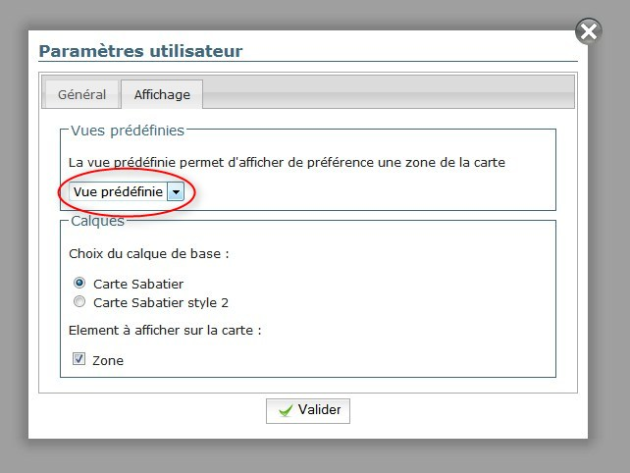 Paramètres utilisateur
Général Affichage
Vues prédéfinies
La vue prédéfinie permet d'afficher de préférence une zone de la carte
Vue prédéfinie
Calques
Choix du calque de base :
Carte Sabatier
Carte Sabatier style 2
Element à afficher sur la carte :
Zone
Valider